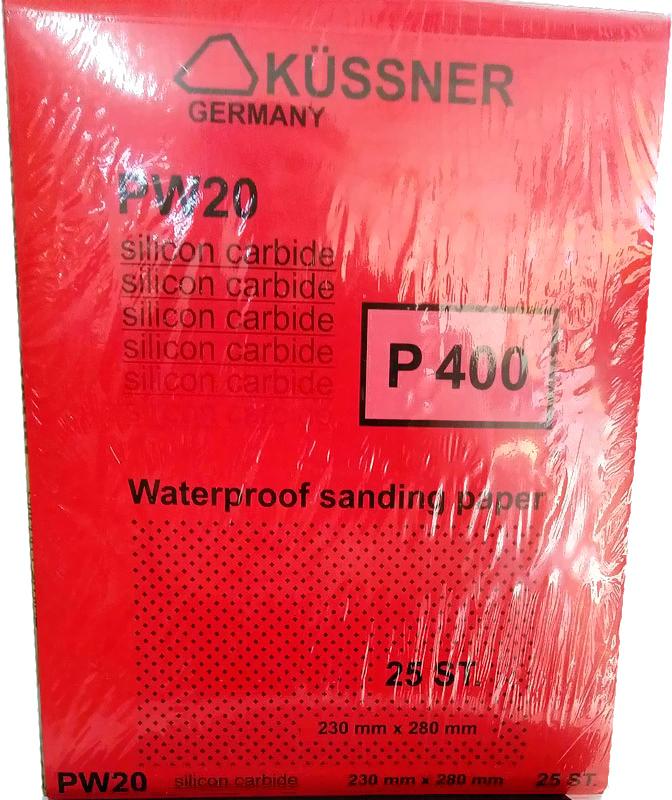 KÜSSNER
GERMANY
PW20
silicon carbide
silicon carbide
silicon carbide
silicon carbide
silicon carbide
P 400
Waterproof sanding paper
25 ST.
230 mm x 280 mm
PW20 silicon carbide 230 mm x 280 mm 25 ST.